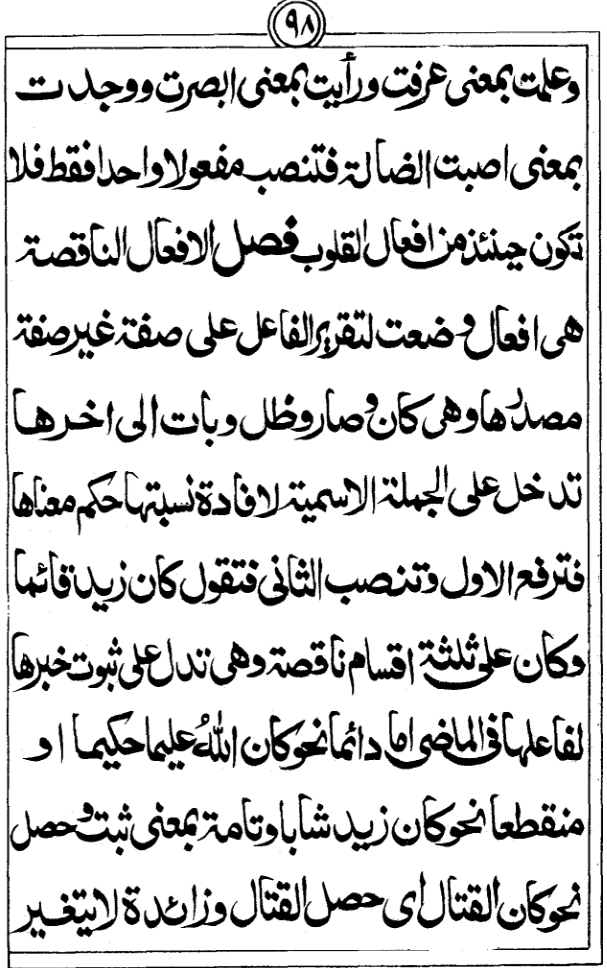 ٩٨
وعلمت بمعنى عرفت ورأيت بمعنى ابصرت ووجدت
بمعنى اصبت الضالة فتنصب مفعولا واحدا فقط فلا
تكون حينئذ من افعال القلوب فصل الافعال الناقصة
هى افعال وضعت لتقرير الفاعل على صفة غير صفة
مصدرها وهى كان وصار وظل وبات الى اخرها
تدخل على الجملة الاسمية لافادة نسبتها حكم معناها
فترفع الاول وتنصب الثانى فتقول كان زيد قائما
وكان على ثلثة اقسام ناقصة وهى تدل على ثبوت خبرها
لفاعلها فى الماضى اما دائما نحو كان اللهُ عليما حكيما او
منقطعا نحو كان زيد شابا وتامة بمعنى ثبت وحصل
نحو كان القتال اى حصل القتال وزائدة لا يتغير